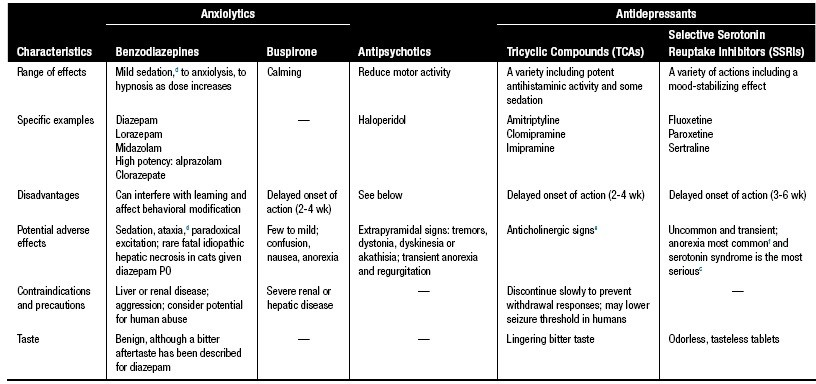 Anxiolytics Antidepressants
Selective Serotonin
Characteristics Benzodiazepines Buspirone Antipsychotics Tricyclic Compounds (TCAs) Reuptake Inhibitors (SSRIs)
Range of effects Mild sedation,d to anxiolysis, to Calming Reduce motor activity A variety including potent A variety of actions including a
hypnosis as dose increases antihistaminic activity and some mood-stabilizing effect
sedation
Specific examples Diazepam — Haloperidol Amitriptyline Fluoxetine
Lorazepam Clomipramine Paroxetine
Midazolam Imipramine Sertraline
High potency: alprazolam
Clorazepate
Disadvantages Can interfere with learning and Delayed onset of See below Delayed onset of action (2-4 wk) Delayed onset of action (3-6 wk)
affect behavioral modification action (2-4 wk)
Potential adverse Sedation, ataxia,d paradoxical Few to mild; Extrapyramidal signs: tremors, Anticholinergic signs Uncommon and transient;
effects excitation; rare fatal idiopathic confusion, dystonia, dyskinesia or anorexia most common and
hepatic necrosis in cats given nausea, anorexia akathisia; transient anorexia serotonin syndrome is the most
diazepam PO and regurgitation serious
Contraindications Liver or renal disease; Severe renal or — Discontinue slowly to prevent —
and precautions aggression; consider potential hepatic disease withdrawal responses; may lower
for human abuse seizure threshold in humans
Taste Benign, although a bitter — — Lingering bitter taste Odorless, tasteless tablets
aftertaste has been described
for diazepam